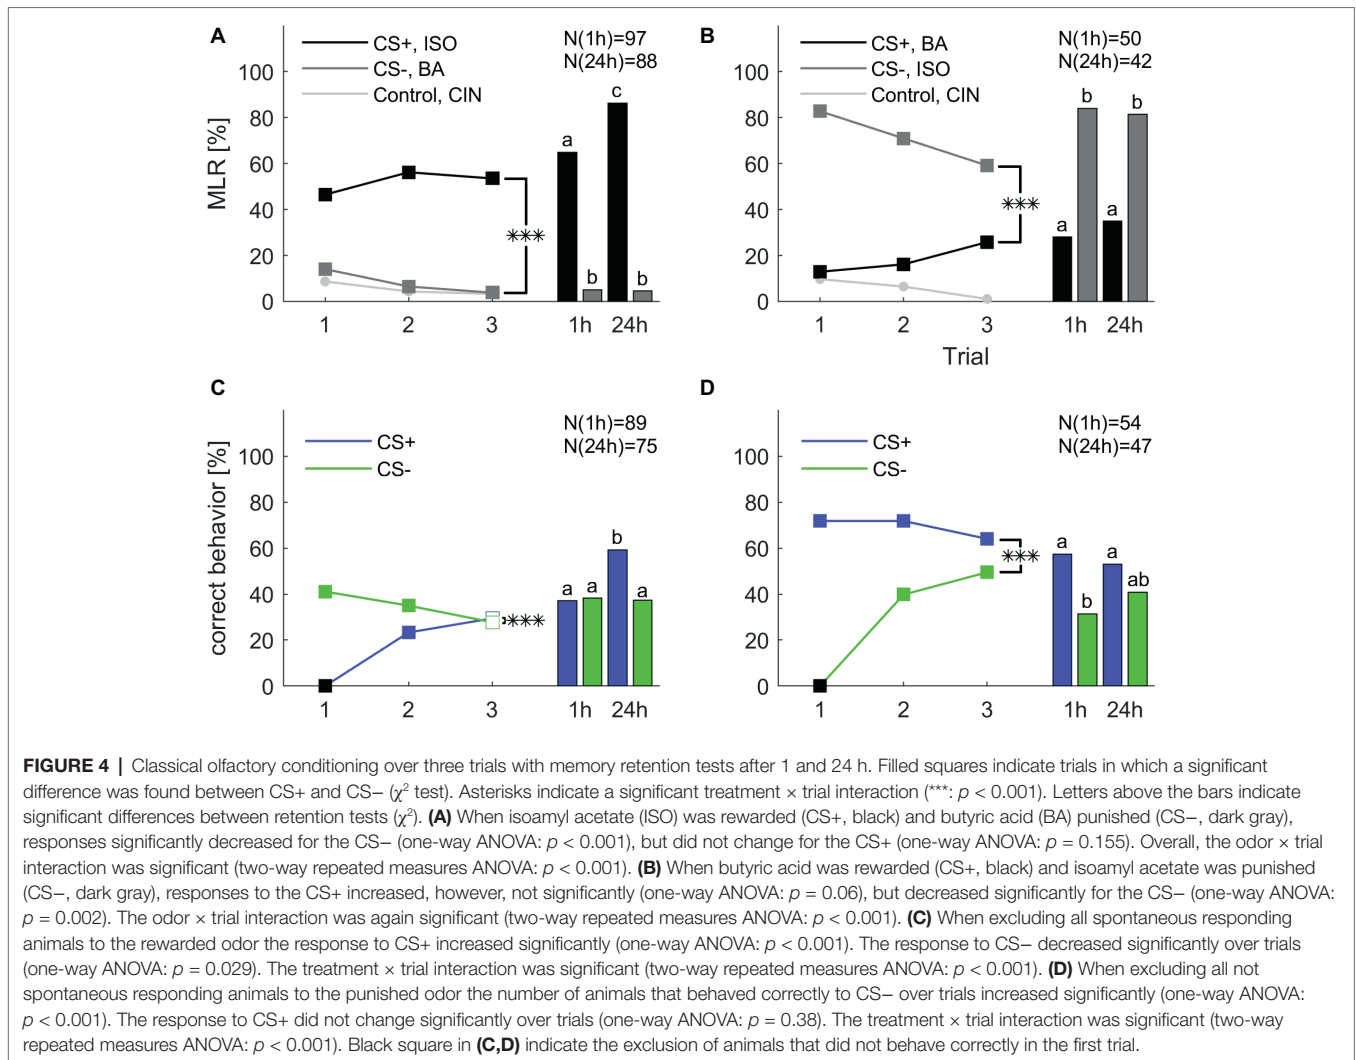 A
CS+, ISO
CS-, BA
Control, CIN
N(1h)=97
N(24h)=88
MLR [%]
100
80
60
40
20
0
1
2
3
1h
24h
✳✳✳
a
b
c
b
B
CS+, BA
CS-, ISO
Control, CIN
N(1h)=50
N(24h)=42
100
80
60
40
20
0
1
2
3
1h
24h
Trial
✳✳✳
a
b
a
b
C
CS+
CS-
N(1h)=89
N(24h)=75
correct behavior [%]
100
80
60
40
20
0
1
2
3
1h
24h
✳✳✳
a
a
b
a
D
CS+
CS-
N(1h)=54
N(24h)=47
100
80
60
40
20
0
1
2
3
1h
24h
✳✳✳
a
b
a
ab
FIGURE 4 | Classical olfactory conditioning over three trials with memory retention tests after 1 and 24 h. Filled squares indicate trials in which a significant
difference was found between CS+ and CS− (χ² test). Asterisks indicate a significant treatment × trial interaction (***: p < 0.001). Letters above the bars indicate
significant differences between retention tests (χ²). (A) When isoamyl acetate (ISO) was rewarded (CS+, black) and butyric acid (BA) punished (CS−, dark gray),
responses significantly decreased for the CS− (one-way ANOVA: p < 0.001), but did not change for the CS+ (one-way ANOVA: p = 0.155). Overall, the odor × trial
interaction was significant (two-way repeated measures ANOVA: p < 0.001). (B) When butyric acid was rewarded (CS+, black) and isoamyl acetate was punished
(CS−, dark gray), responses to the CS+ increased, however, not significantly (one-way ANOVA: p = 0.06), but decreased significantly for the CS− (one-way ANOVA:
p = 0.002). The odor × trial interaction was again significant (two-way repeated measures ANOVA: p < 0.001). (C) When excluding all spontaneous responding
animals to the rewarded odor the response to CS+ increased significantly (one-way ANOVA: p < 0.001). The response to CS− decreased significantly over trials
(one-way ANOVA: p = 0.029). The treatment × trial interaction was significant (two-way repeated measures ANOVA: p < 0.001). (D) When excluding all not
spontaneous responding animals to the punished odor the number of animals that behaved correctly to CS− over trials increased significantly (one-way ANOVA:
p < 0.001). The response to CS+ did not change significantly over trials (one-way ANOVA: p = 0.38). The treatment × trial interaction was significant (two-way
repeated measures ANOVA: p < 0.001). Black square in (C,D) indicate the exclusion of animals that did not behave correctly in the first trial.